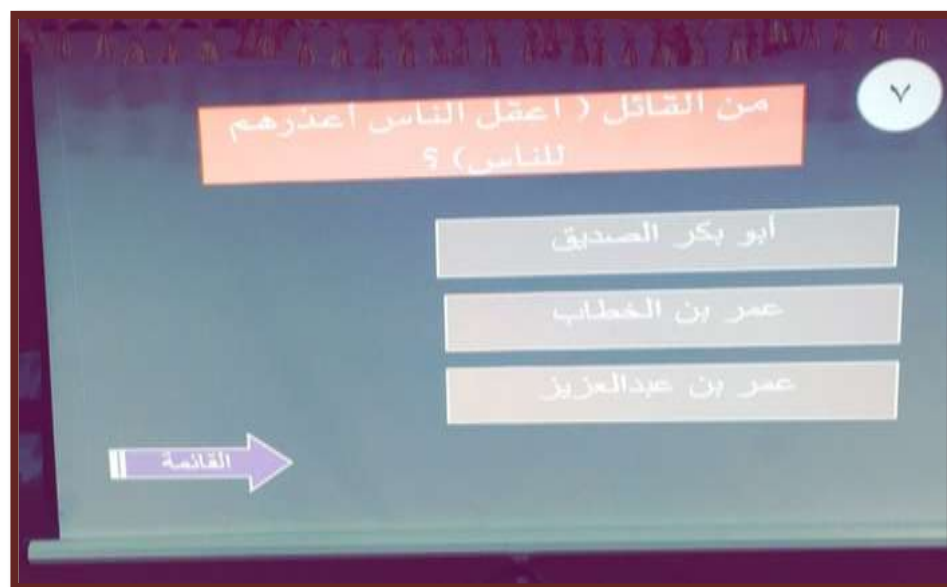 ٧
من القائل ( أعقل الناس أعذرهم
للناس) ؟
أبو بكر الصديق
عمر بن الخطاب
عمر بن عبدالعزيز
القائمة